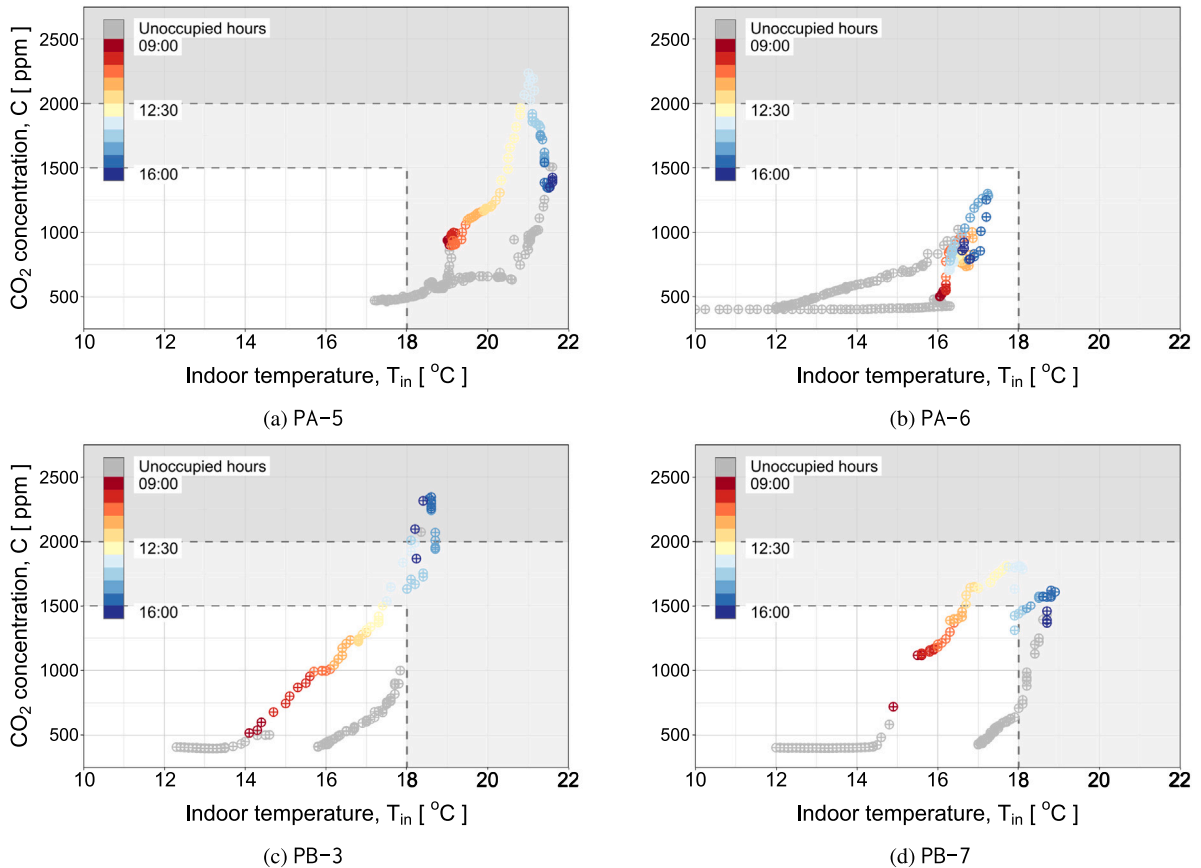 Unoccupied hours
09:00
12:30
16:00
2500
2000
1500
1000
500
CO2 concentration, C [ ppm ]
10 12 14 16 18 20 22
Indoor temperature, Tin [ °C ]
(a) PA-5
Unoccupied hours
09:00
12:30
16:00
2500
2000
1500
1000
500
10 12 14 16 18 20 22
Indoor temperature, Tin [ °C ]
(b) PA-6
Unoccupied hours
09:00
12:30
16:00
2500
2000
1500
1000
500
CO2 concentration, C [ ppm ]
10 12 14 16 18 20 22
Indoor temperature, Tin [ °C ]
(c) PB-3
Unoccupied hours
09:00
12:30
16:00
2500
2000
1500
1000
500
10 12 14 16 18 20 22
Indoor temperature, Tin [ °C ]
(d) PB-7